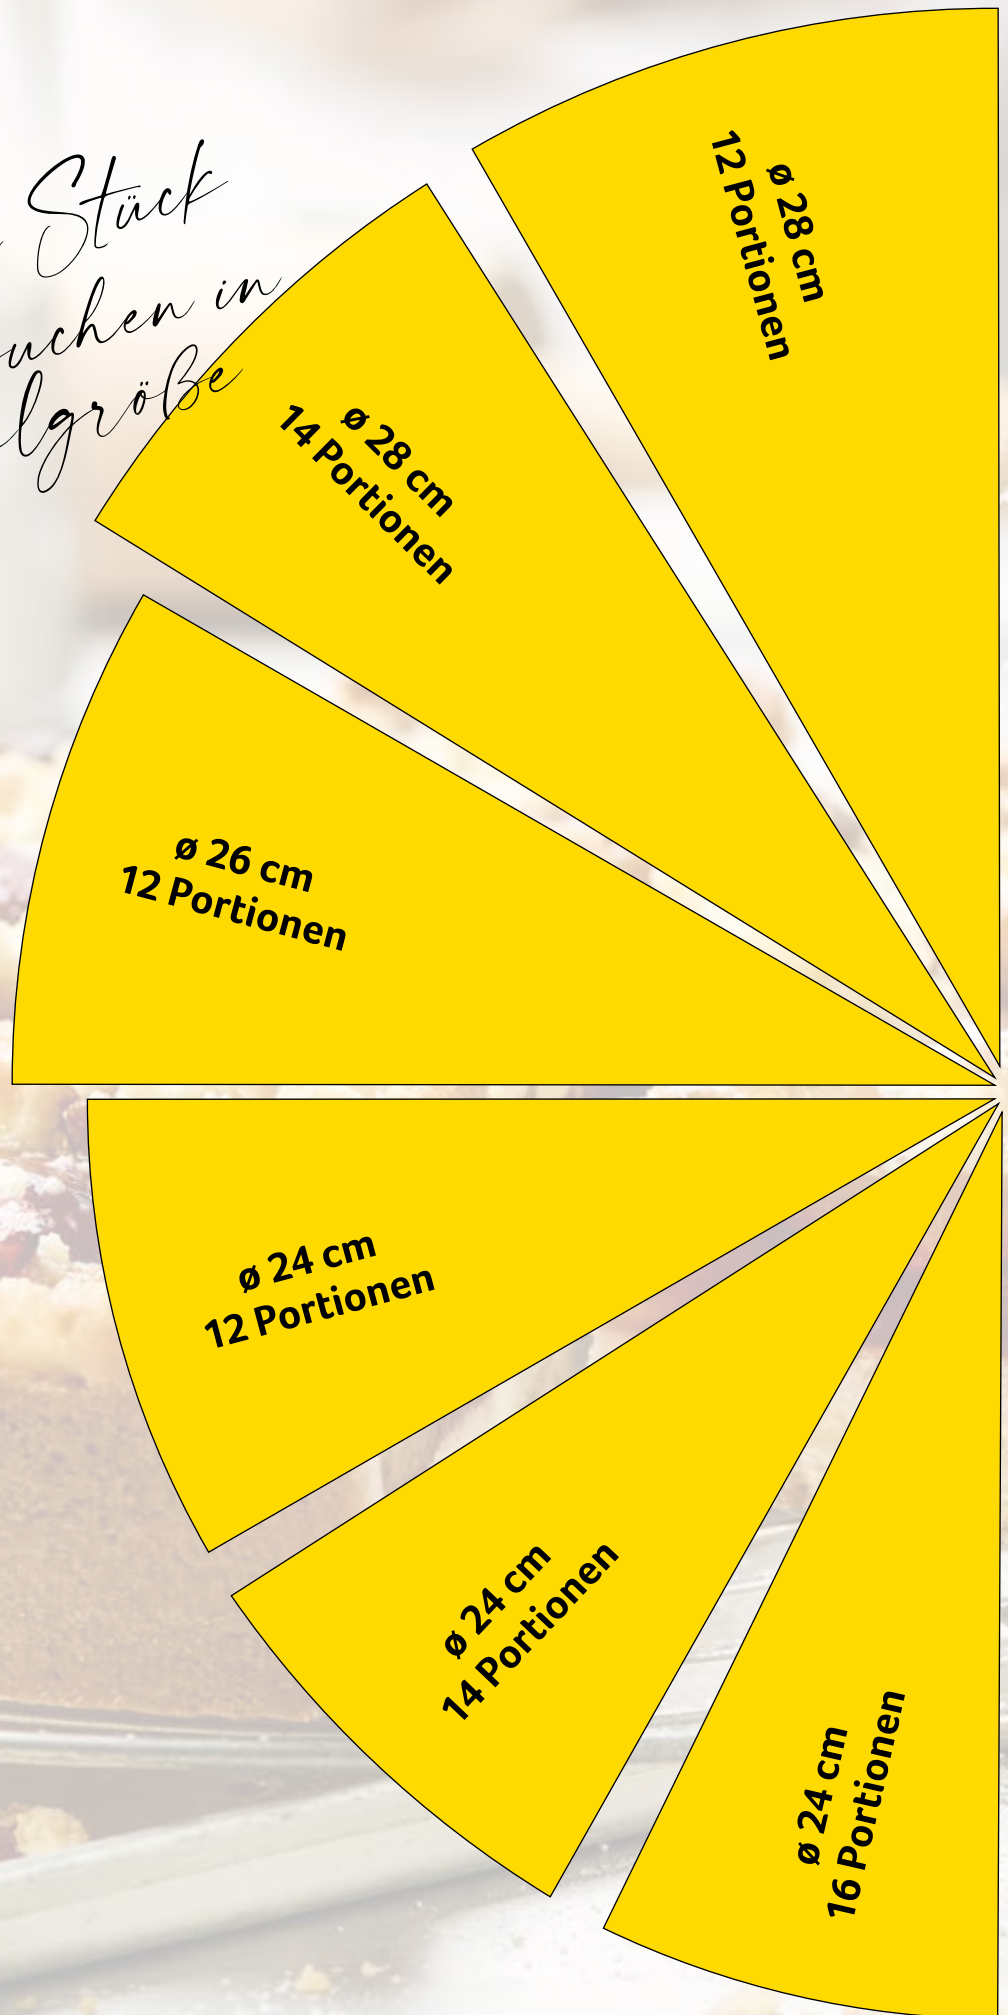 Stück
uchen in
lgröße
ø 28 cm
12 Portionen
ø 28 cm
14 Portionen
ø 26 cm
12 Portionen
ø 24 cm
12 Portionen
ø 24 cm
14 Portionen
ø 24 cm
16 Portionen